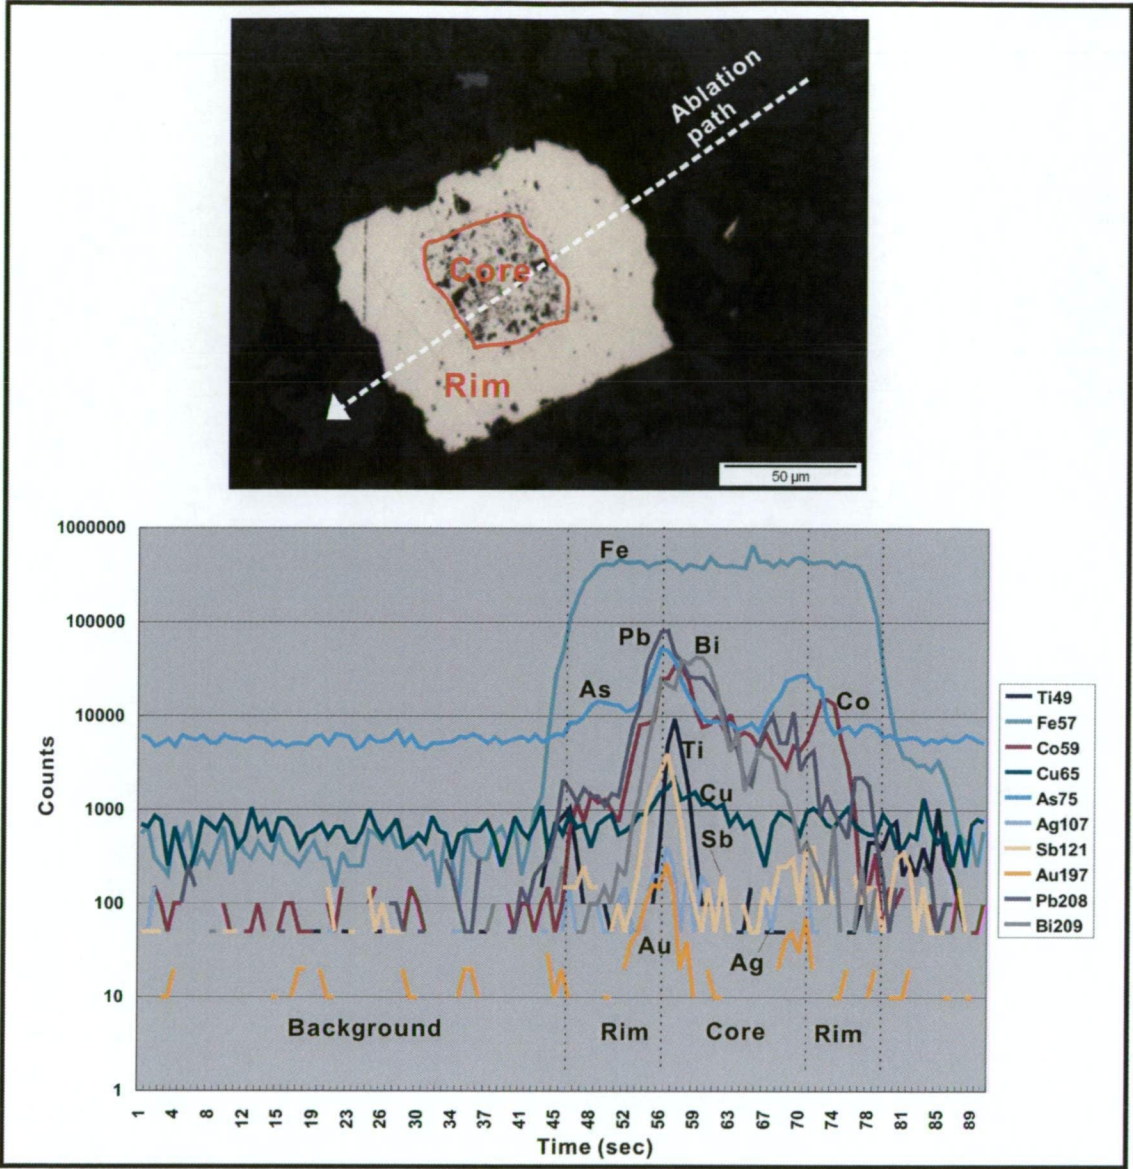 Ablation
path
Core
Rim
50 µm
1000000
100000
10000
1000
100
10
1
Counts
Fe
Pb
Bi
As
Co
Ti
Cu
Sb
Au
Ag
Background
Rim
Core
Rim
1 4 8 12 15 19 23 26 30 34 37 41 45 48 52 56 59 63 67 70 74 78 81 85 89
Time (sec)
Ti49
Fe57
Co59
Cu65
As75
Ag107
Sb121
Au197
Pb208
Bi209